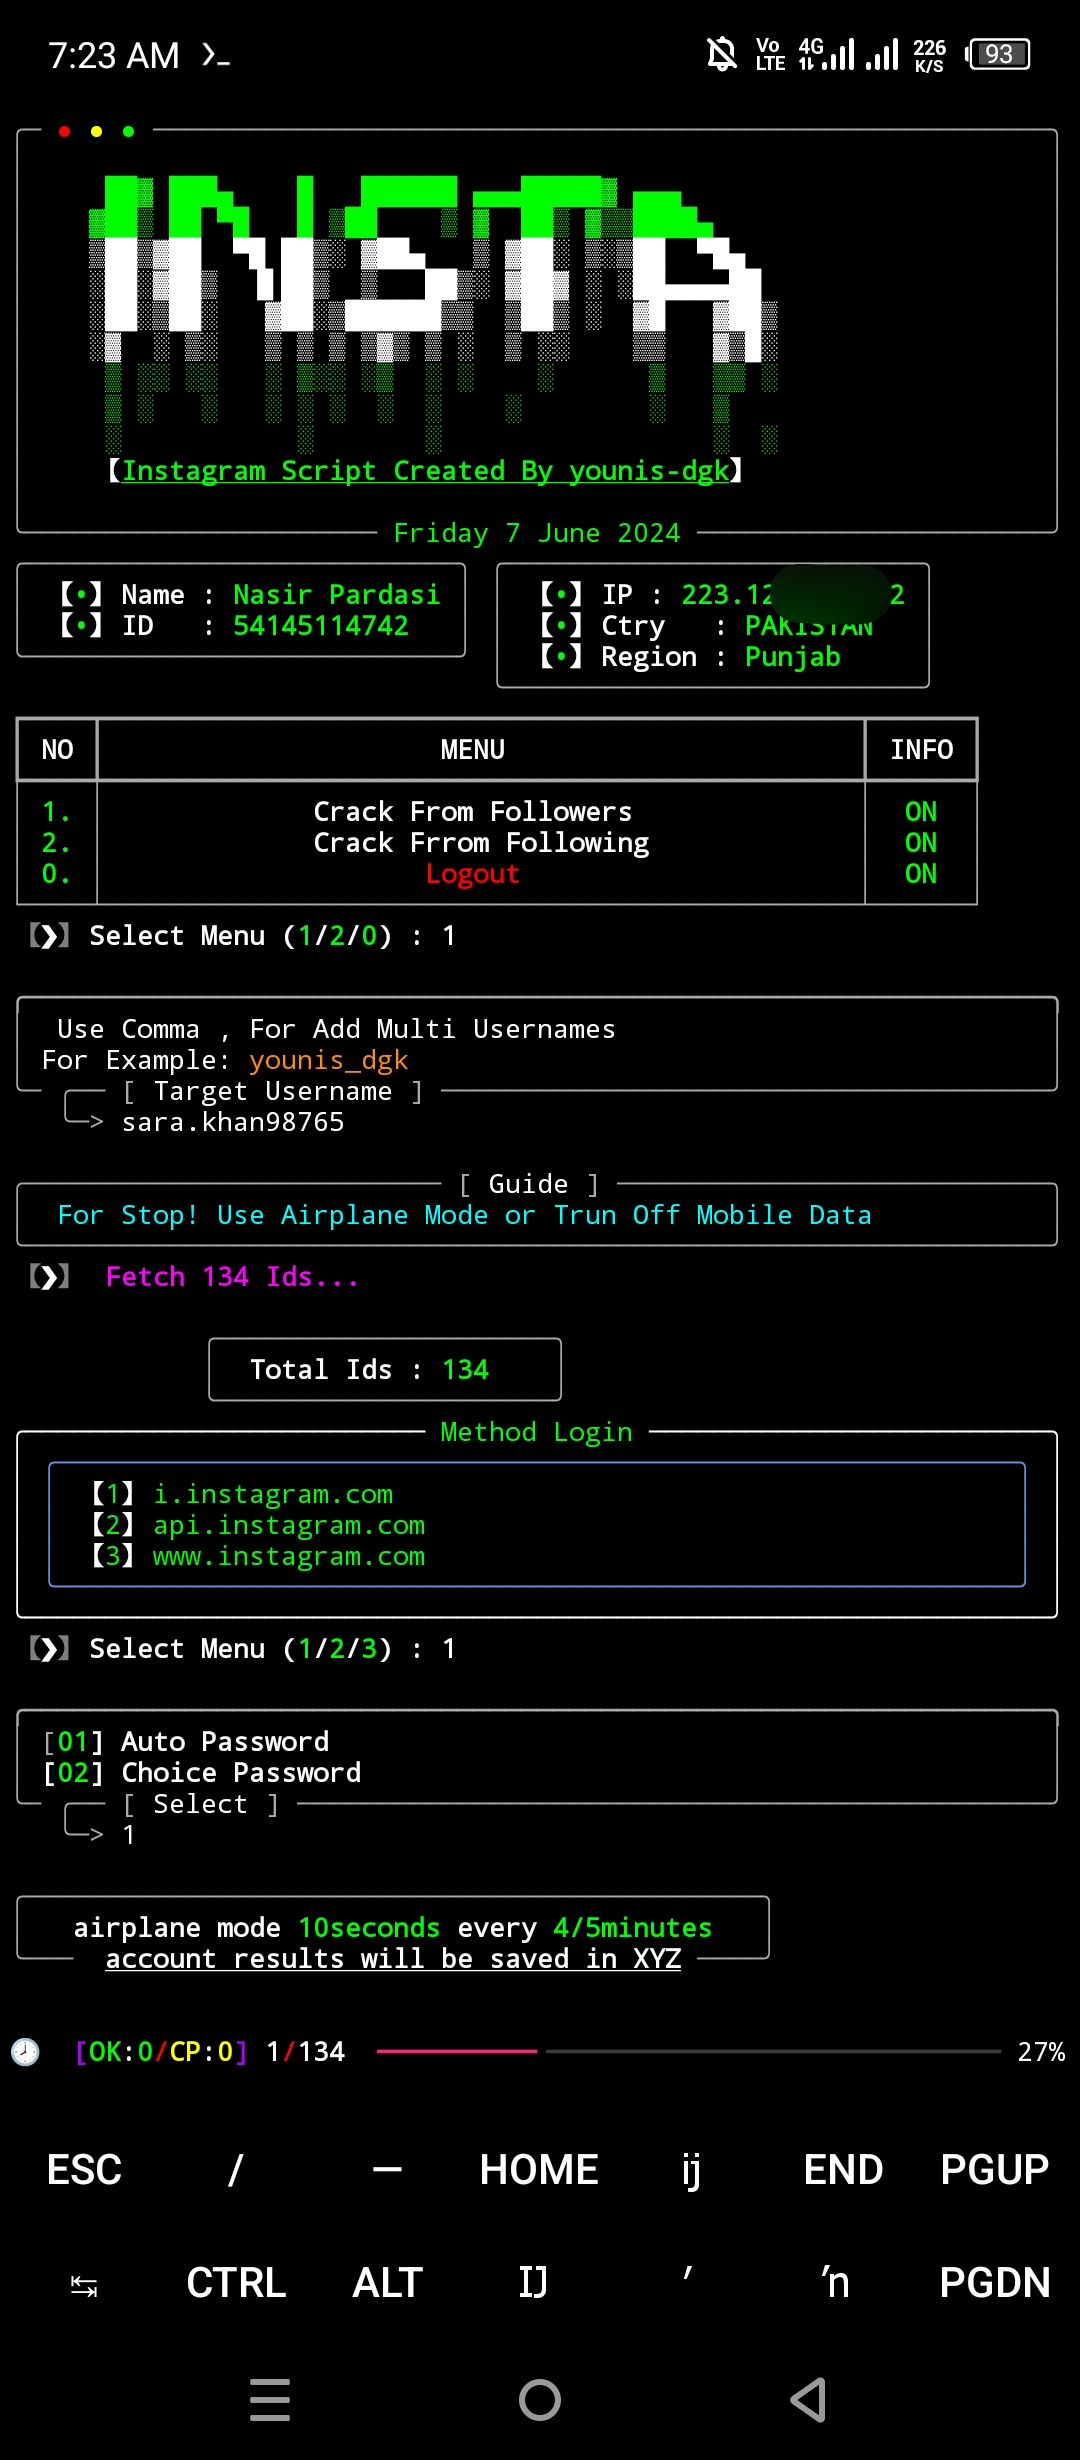 7:23 AM
Vo LTE 4G 226 K/S 93
INSTA
【Instagram Script Created By younis-dgk】
Friday 7 June 2024
【•】 Name : Nasir Pardasi
【•】 ID : 54145114742
【•】 IP : 223.12 2
【•】 Ctry : PAKISTAN
【•】 Region : Punjab
NO MENU INFO
1. Crack From Followers ON
2. Crack Frrom Following ON
0. Logout ON
【❯】 Select Menu (1/2/0) : 1
Use Comma , For Add Multi Usernames
For Example: younis_dgk
[ Target Username ]
> sara.khan98765
[ Guide ]
For Stop! Use Airplane Mode or Trun Off Mobile Data
【❯】 Fetch 134 Ids...
Total Ids : 134
Method Login
【1】 i.instagram.com
【2】 api.instagram.com
【3】 www.instagram.com
【❯】 Select Menu (1/2/3) : 1
[01] Auto Password
[02] Choice Password
[ Select ]
> 1
airplane mode 10seconds every 4/5minutes
account results will be saved in XYZ
[OK:0/CP:0] 1/134 27%
ESC / — HOME ij END PGUP
CTRL ALT IJ ′ ŉ PGDN